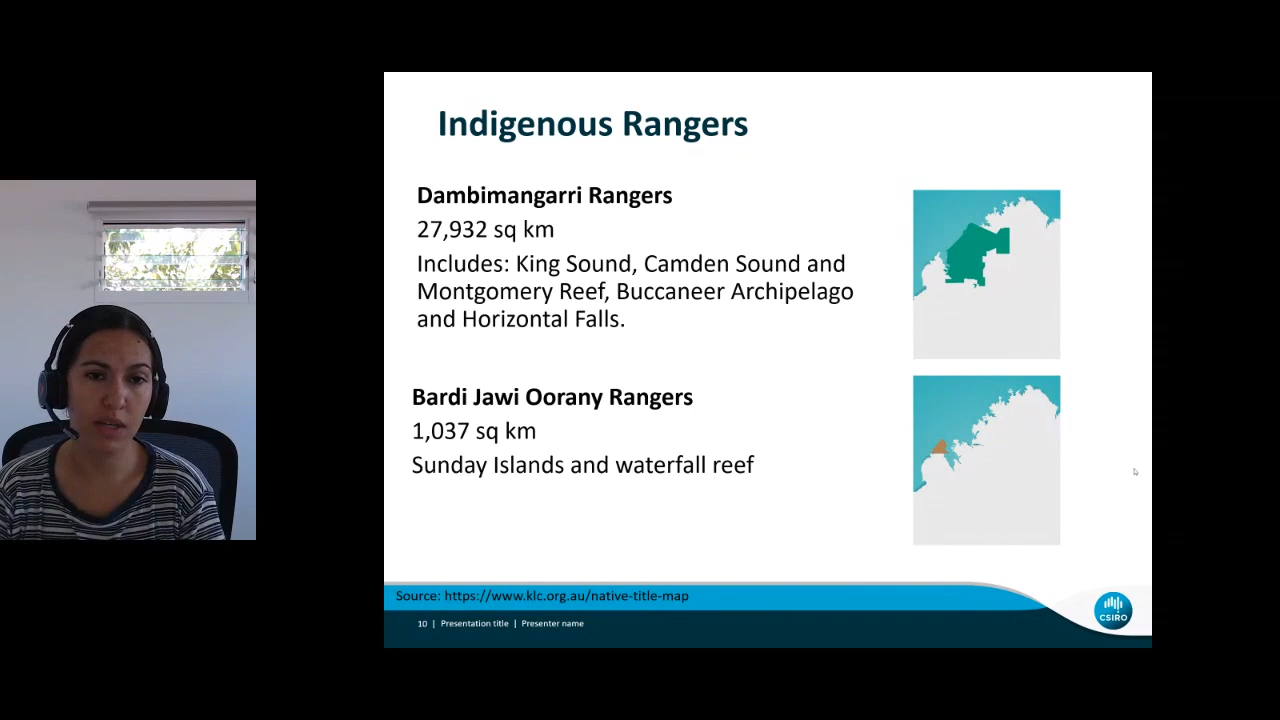 Indigenous Rangers
Dambimangarri Rangers
27,932 sq km
Includes: King Sound, Camden Sound and
Montgomery Reef, Buccaneer Archipelago
and Horizontal Falls.
Bardi Jawi Oorany Rangers
1,037 sq km
Sunday Islands and waterfall reef
Source: https://www.klc.org.au/native-title-map
10 | Presentation title | Presenter name
CSIRO